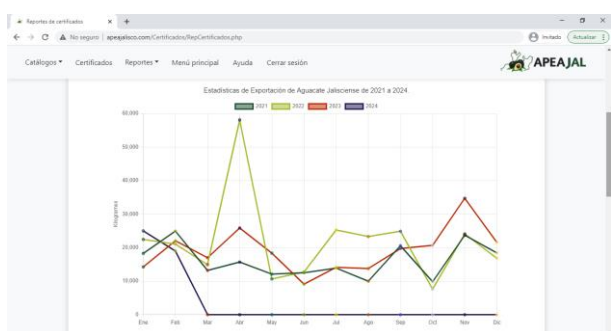 Reportes de certificados
No seguro | apeajalisco.com/Certificados/RepCertificados.php
Invitado
Actualizar
Catálogos Certificados Reportes Menú principal Ayuda Cerrar sesión
APEAJAL
Estadísticas de Exportación de Aguacate Jalisciense de 2021 a 2024
2021 2022 2023 2024
60,000
50,000
40,000
30,000
20,000
10,000
0
Kilogramos
Ene Feb Mar Abr May Jun Jul Ago Sep Oct Nov Dic